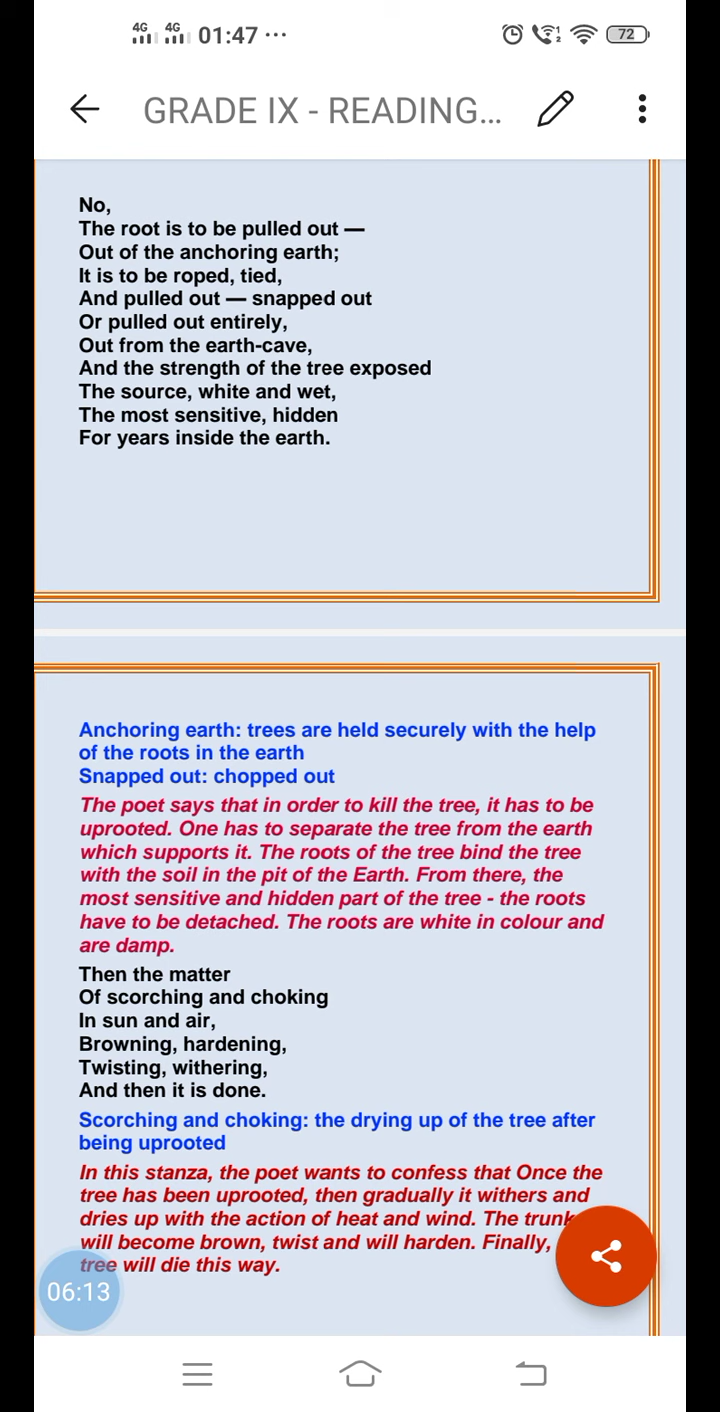 4G 4G 01:47 ··· 72
GRADE IX - READING...
No,
The root is to be pulled out —
Out of the anchoring earth;
It is to be roped, tied,
And pulled out — snapped out
Or pulled out entirely,
Out from the earth-cave,
And the strength of the tree exposed
The source, white and wet,
The most sensitive, hidden
For years inside the earth.
Anchoring earth: trees are held securely with the help
of the roots in the earth
Snapped out: chopped out
The poet says that in order to kill the tree, it has to be
uprooted. One has to separate the tree from the earth
which supports it. The roots of the tree bind the tree
with the soil in the pit of the Earth. From there, the
most sensitive and hidden part of the tree - the roots
have to be detached. The roots are white in colour and
are damp.
Then the matter
Of scorching and choking
In sun and air,
Browning, hardening,
Twisting, withering,
And then it is done.
Scorching and choking: the drying up of the tree after
being uprooted
In this stanza, the poet wants to confess that Once the
tree has been uprooted, then gradually it withers and
dries up with the action of heat and wind. The trunk
will become brown, twist and will harden. Finally,
tree will die this way.
06:13